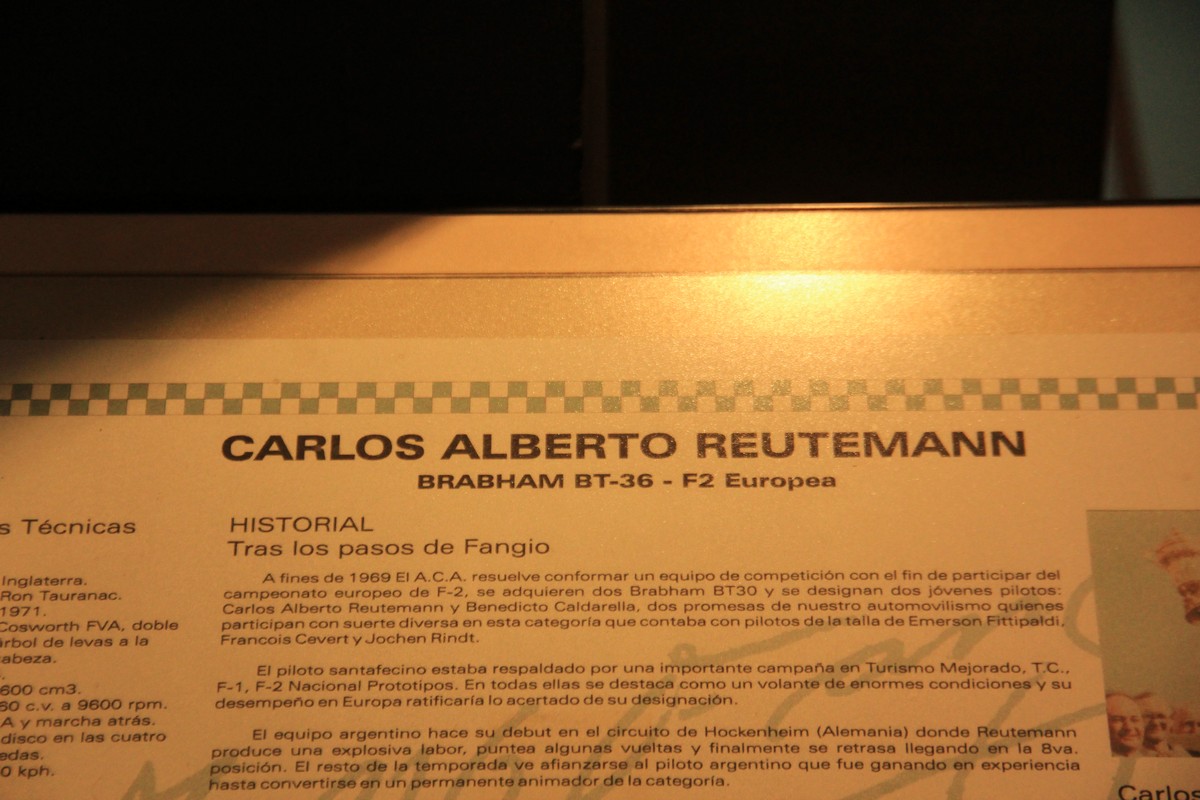 CARLOS ALBERTO REUTEMANN
BRABHAM BT-36 - F2 Europea
s Técnicas
Inglaterra.
Ron Tauranac.
1971.
Cosworth FVA, doble
árbol de levas a la
cabeza.
600 cm3.
60 c.v. a 9600 rpm.
A y marcha atrás.
disco en las cuatro
edas.
0 kph.
HISTORIAL
Tras los pasos de Fangio
A fines de 1969 El A.C.A. resuelve conformar un equipo de competición con el fin de participar del
campeonato europeo de F-2, se adquieren dos Brabham BT30 y se designan dos jóvenes pilotos:
Carlos Alberto Reutemann y Benedicto Caldarella, dos promesas de nuestro automovilismo quienes
participan con suerte diversa en esta categoría que contaba con pilotos de la talla de Emerson Fittipaldi,
Francois Cevert y Jochen Rindt.
El piloto santafecino estaba respaldado por una importante campaña en Turismo Mejorado, T.C.,
F-1, F-2 Nacional Prototipos. En todas ellas se destaca como un volante de enormes condiciones y su
desempeño en Europa ratificaría lo acertado de su designación.
El equipo argentino hace su debut en el circuito de Hockenheim (Alemania) donde Reutemann
produce una explosiva labor, puntea algunas vueltas y finalmente se retrasa llegando en la 8va.
posición. El resto de la temporada ve afianzarse al piloto argentino que fue ganando en experiencia
hasta convertirse en un permanente animador de la categoría.
Carlos